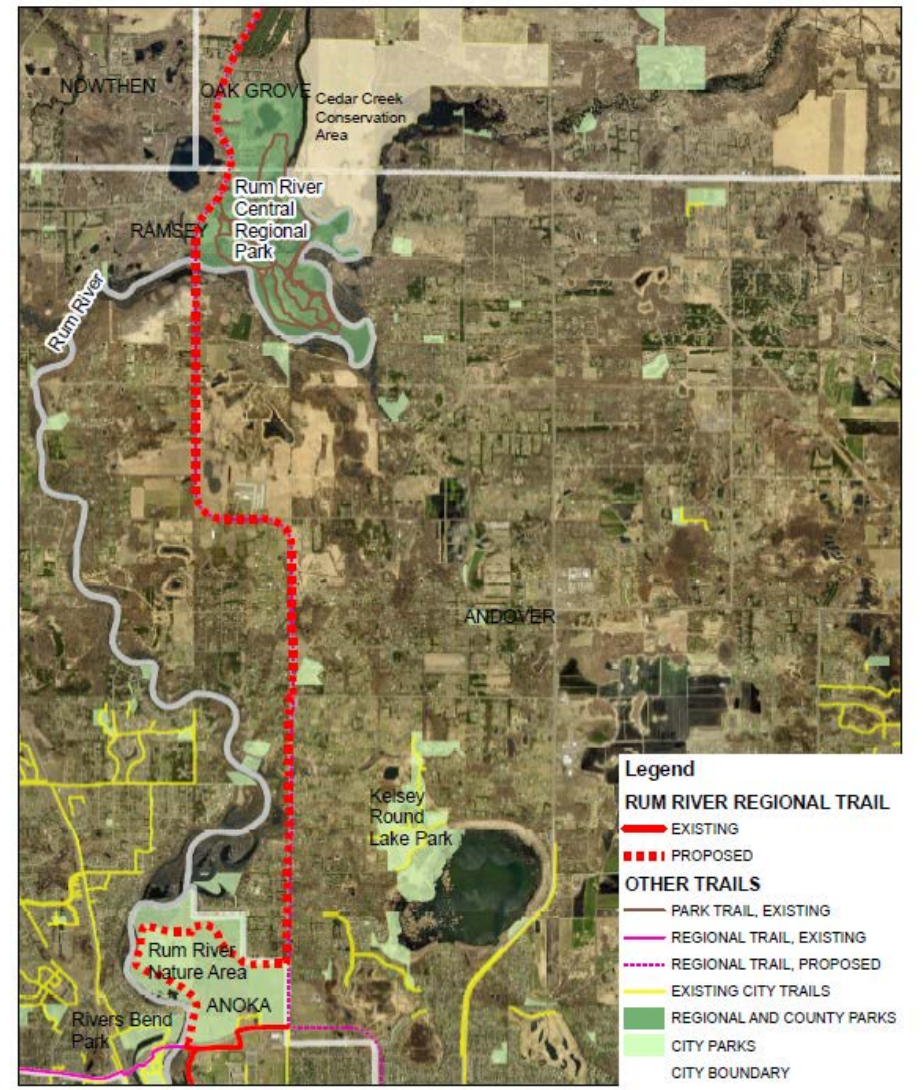 NOWTHEN
OAK GROVE
Cedar Creek
Conservation
Area
Rum River
Central
Regional
Park
RAMSEY
Rum River
ANDOVER
Kelsey
Round
Lake Park
Rum River
Nature Area
ANOKA
Rivers Bend
Park
Legend
RUM RIVER REGIONAL TRAIL
EXISTING
PROPOSED
OTHER TRAILS
PARK TRAIL, EXISTING
REGIONAL TRAIL, EXISTING
REGIONAL TRAIL, PROPOSED
EXISTING CITY TRAILS
REGIONAL AND COUNTY PARKS
CITY PARKS
CITY BOUNDARY